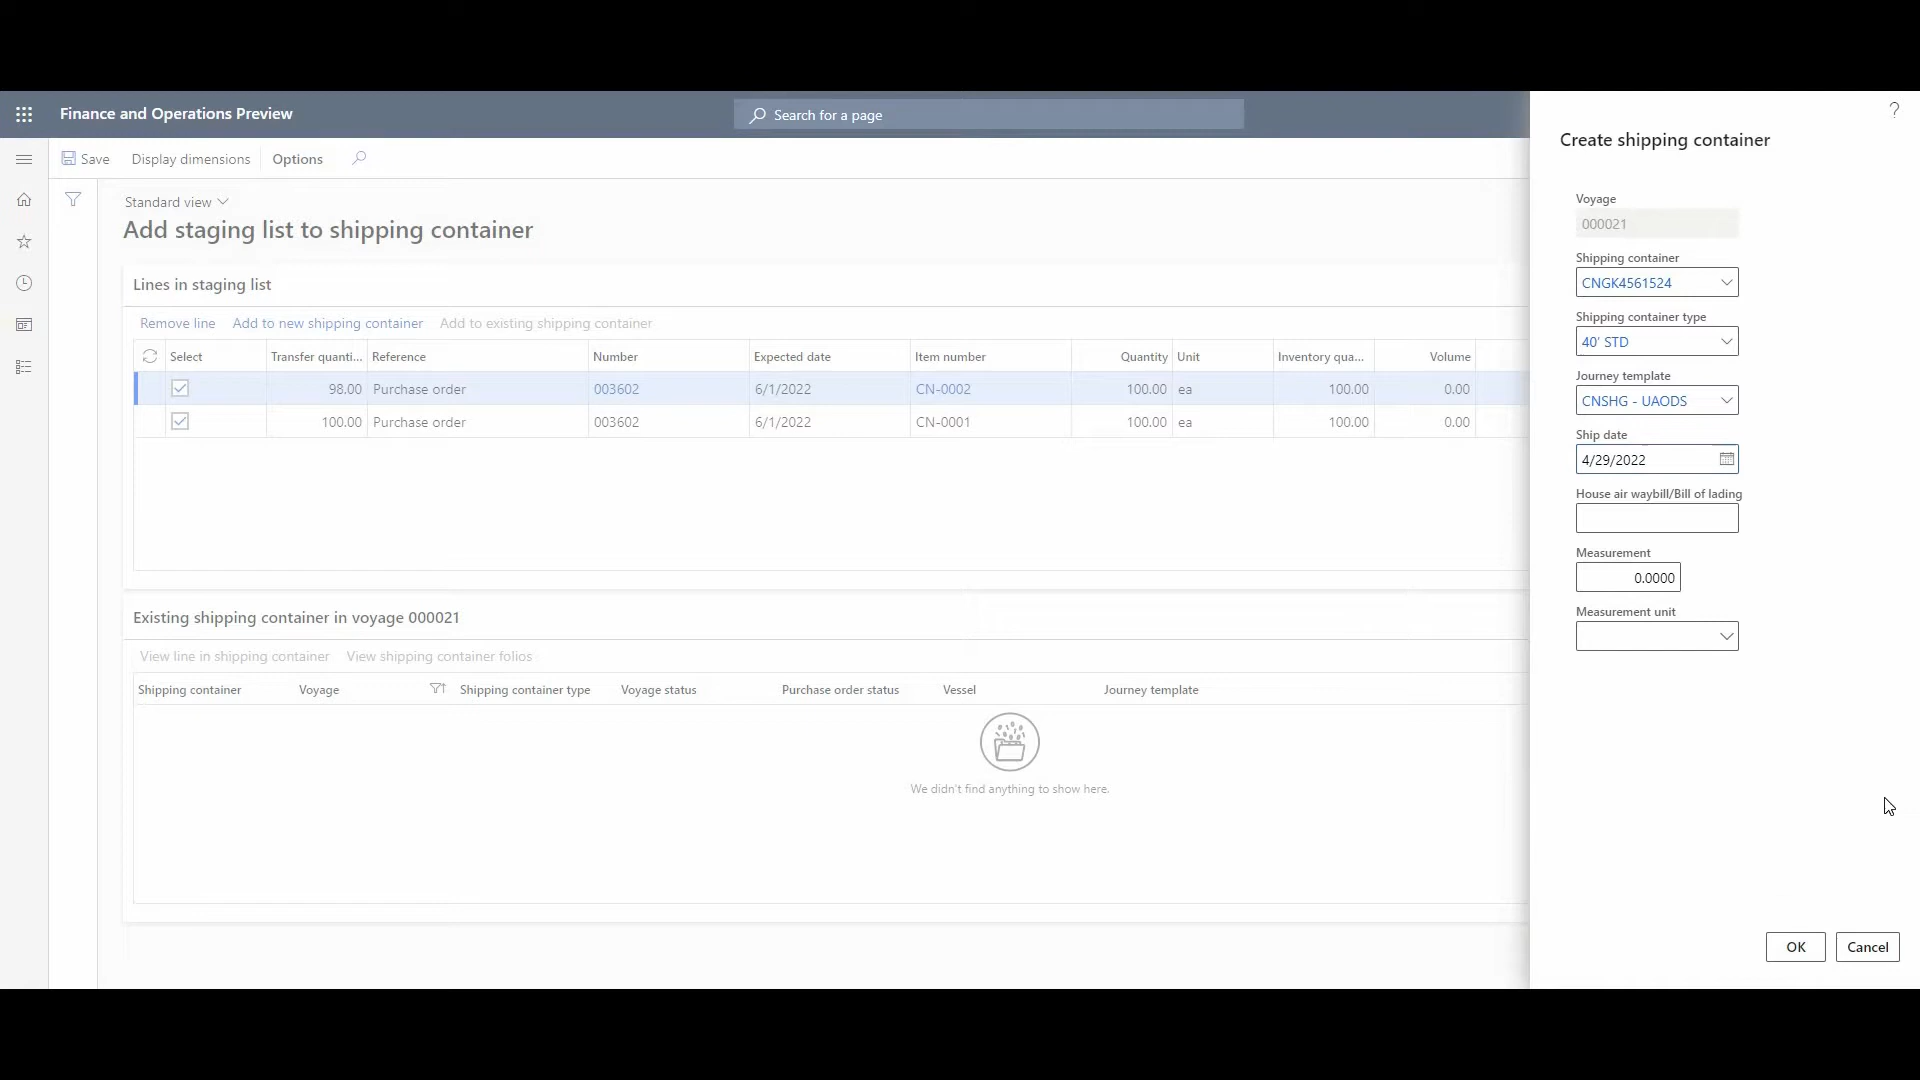 Finance and Operations Preview
Search for a page
?
Save Display dimensions Options
Standard view
Add staging list to shipping container
Lines in staging list
Remove line Add to new shipping container Add to existing shipping container
Select Transfer quanti... Reference Number Expected date Item number Quantity Unit Inventory qua... Volume
98.00 Purchase order 003602 6/1/2022 CN-0002 100.00 ea 100.00 0.00
100.00 Purchase order 003602 6/1/2022 CN-0001 100.00 ea 100.00 0.00
Existing shipping container in voyage 000021
View line in shipping container View shipping container folios
Shipping container Voyage Shipping container type Voyage status Purchase order status Vessel Journey template
We didn't find anything to show here.
Create shipping container
Voyage
000021
Shipping container
CNGK4561524
Shipping container type
40' STD
Journey template
CNSHG - UAODS
Ship date
4/29/2022
House air waybill/Bill of lading
Measurement
0.0000
Measurement unit
OK Cancel